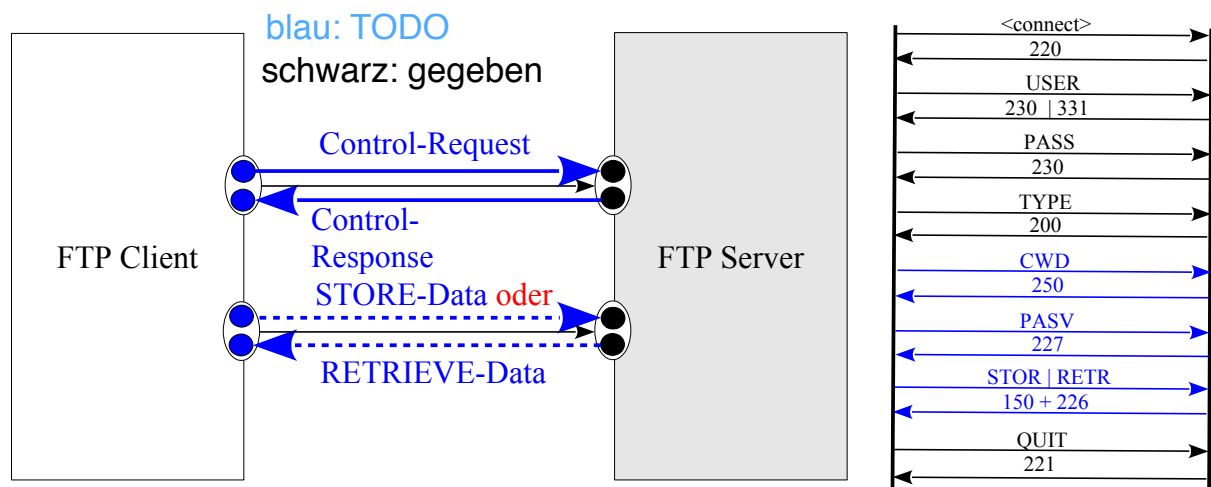 blau: TODO
schwarz: gegeben
Control-Request
Control-
Response
STORE-Data oder
RETRIEVE-Data
FTP Client
FTP Server
<connect>
220
USER
230 | 331
PASS
230
TYPE
200
CWD
250
PASV
227
STOR | RETR
150 + 226
QUIT
221